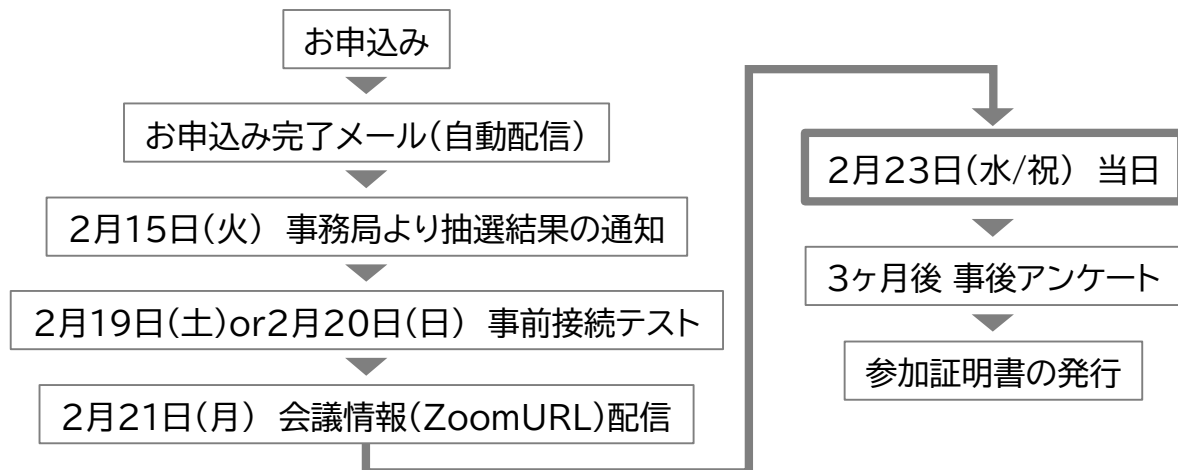 お申込み
お申込み完了メール(自動配信)
2月15日(火) 事務局より抽選結果の通知
2月19日(土)or2月20日(日) 事前接続テスト
2月21日(月) 会議情報(ZoomURL)配信
2月23日(水/祝) 当日
3ヶ月後 事後アンケート
参加証明書の発行